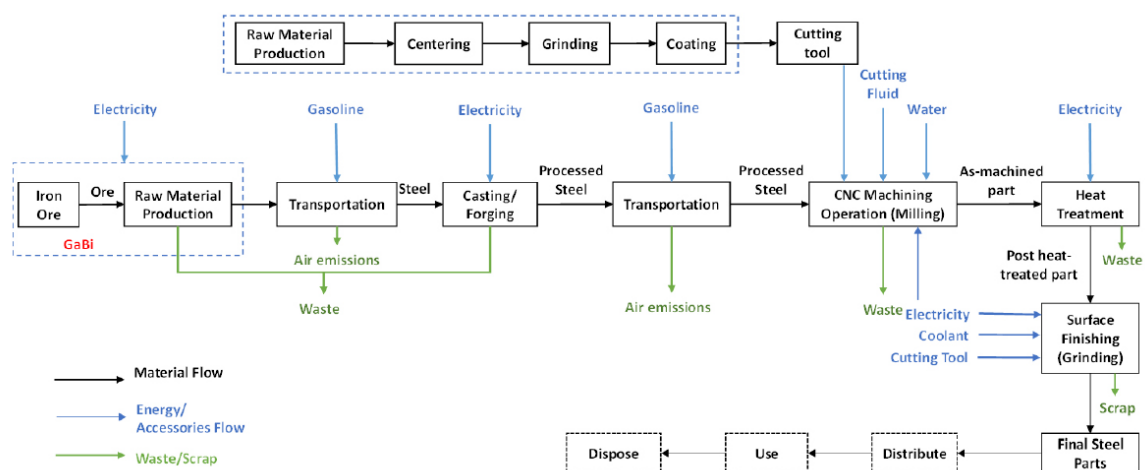 Raw Material
Production
Centering
Grinding
Coating
Cutting
tool
Electricity
Gasoline
Electricity
Gasoline
Cutting
Fluid
Water
Electricity
Iron
Ore
Ore
Raw Material
Production
GaBi
Transportation
Steel
Casting/
Forging
Processed
Steel
Transportation
Processed
Steel
CNC Machining
Operation (Milling)
As-machined
part
Heat
Treatment
Air emissions
Waste
Air emissions
Waste
Waste
Post heat-
treated part
Electricity
Coolant
Cutting Tool
Surface
Finishing
(Grinding)
Scrap
Material Flow
Energy/
Accessories Flow
Waste/Scrap
Dispose
Use
Distribute
Final Steel
Parts